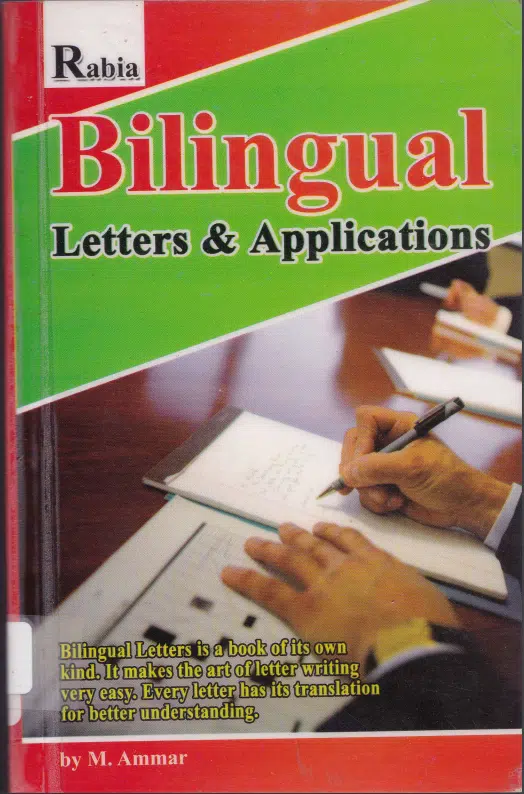 Rabia
Bilingual
Letters & Applications
Bilingual Letters is a book of its own
kind. It makes the art of letter writing
very easy. Every letter has its translation
for better understanding.
by M. Ammar